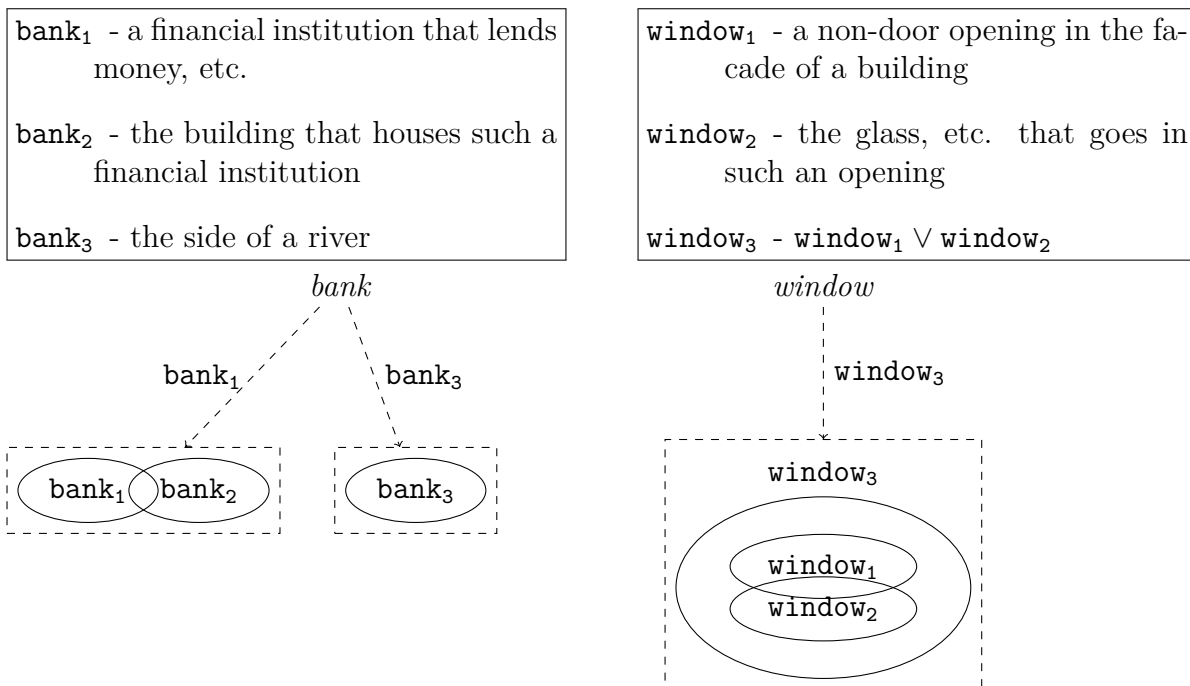 bank₁ - a financial institution that lends
money, etc.
bank₂ - the building that houses such a
financial institution
bank₃ - the side of a river
window₁ - a non-door opening in the fa-
cade of a building
window₂ - the glass, etc. that goes in
such an opening
window₃ - window₁ ∨ window₂
bank
window
bank₁
bank₃
window₃
bank₁
bank₂
bank₃
window₃
window₁
window₂